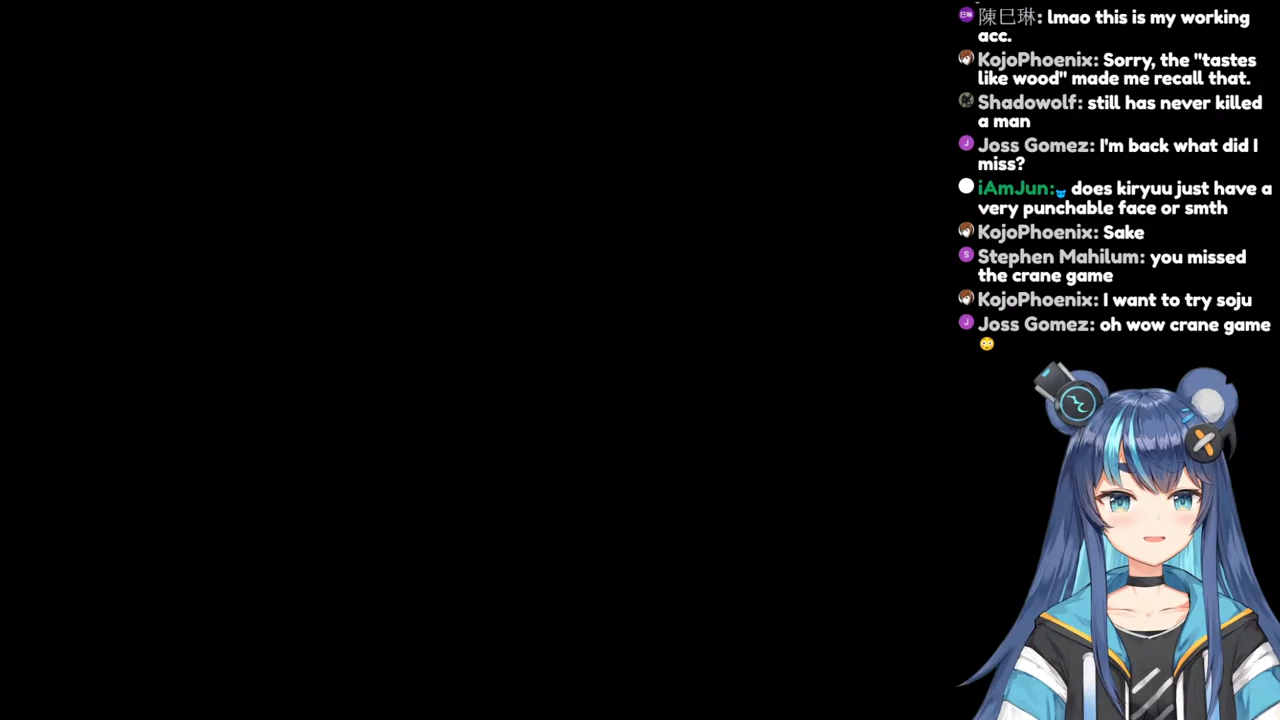 陳巳琳: lmao this is my working
acc.
KojoPhoenix: Sorry, the "tastes
like wood" made me recall that.
Shadowolf: still has never killed
a man
Joss Gomez: I'm back what did I
miss?
iAmJun: does kiryuu just have a
very punchable face or smth
KojoPhoenix: Sake
Stephen Mahilum: you missed
the crane game
KojoPhoenix: I want to try soju
Joss Gomez: oh wow crane game
😳